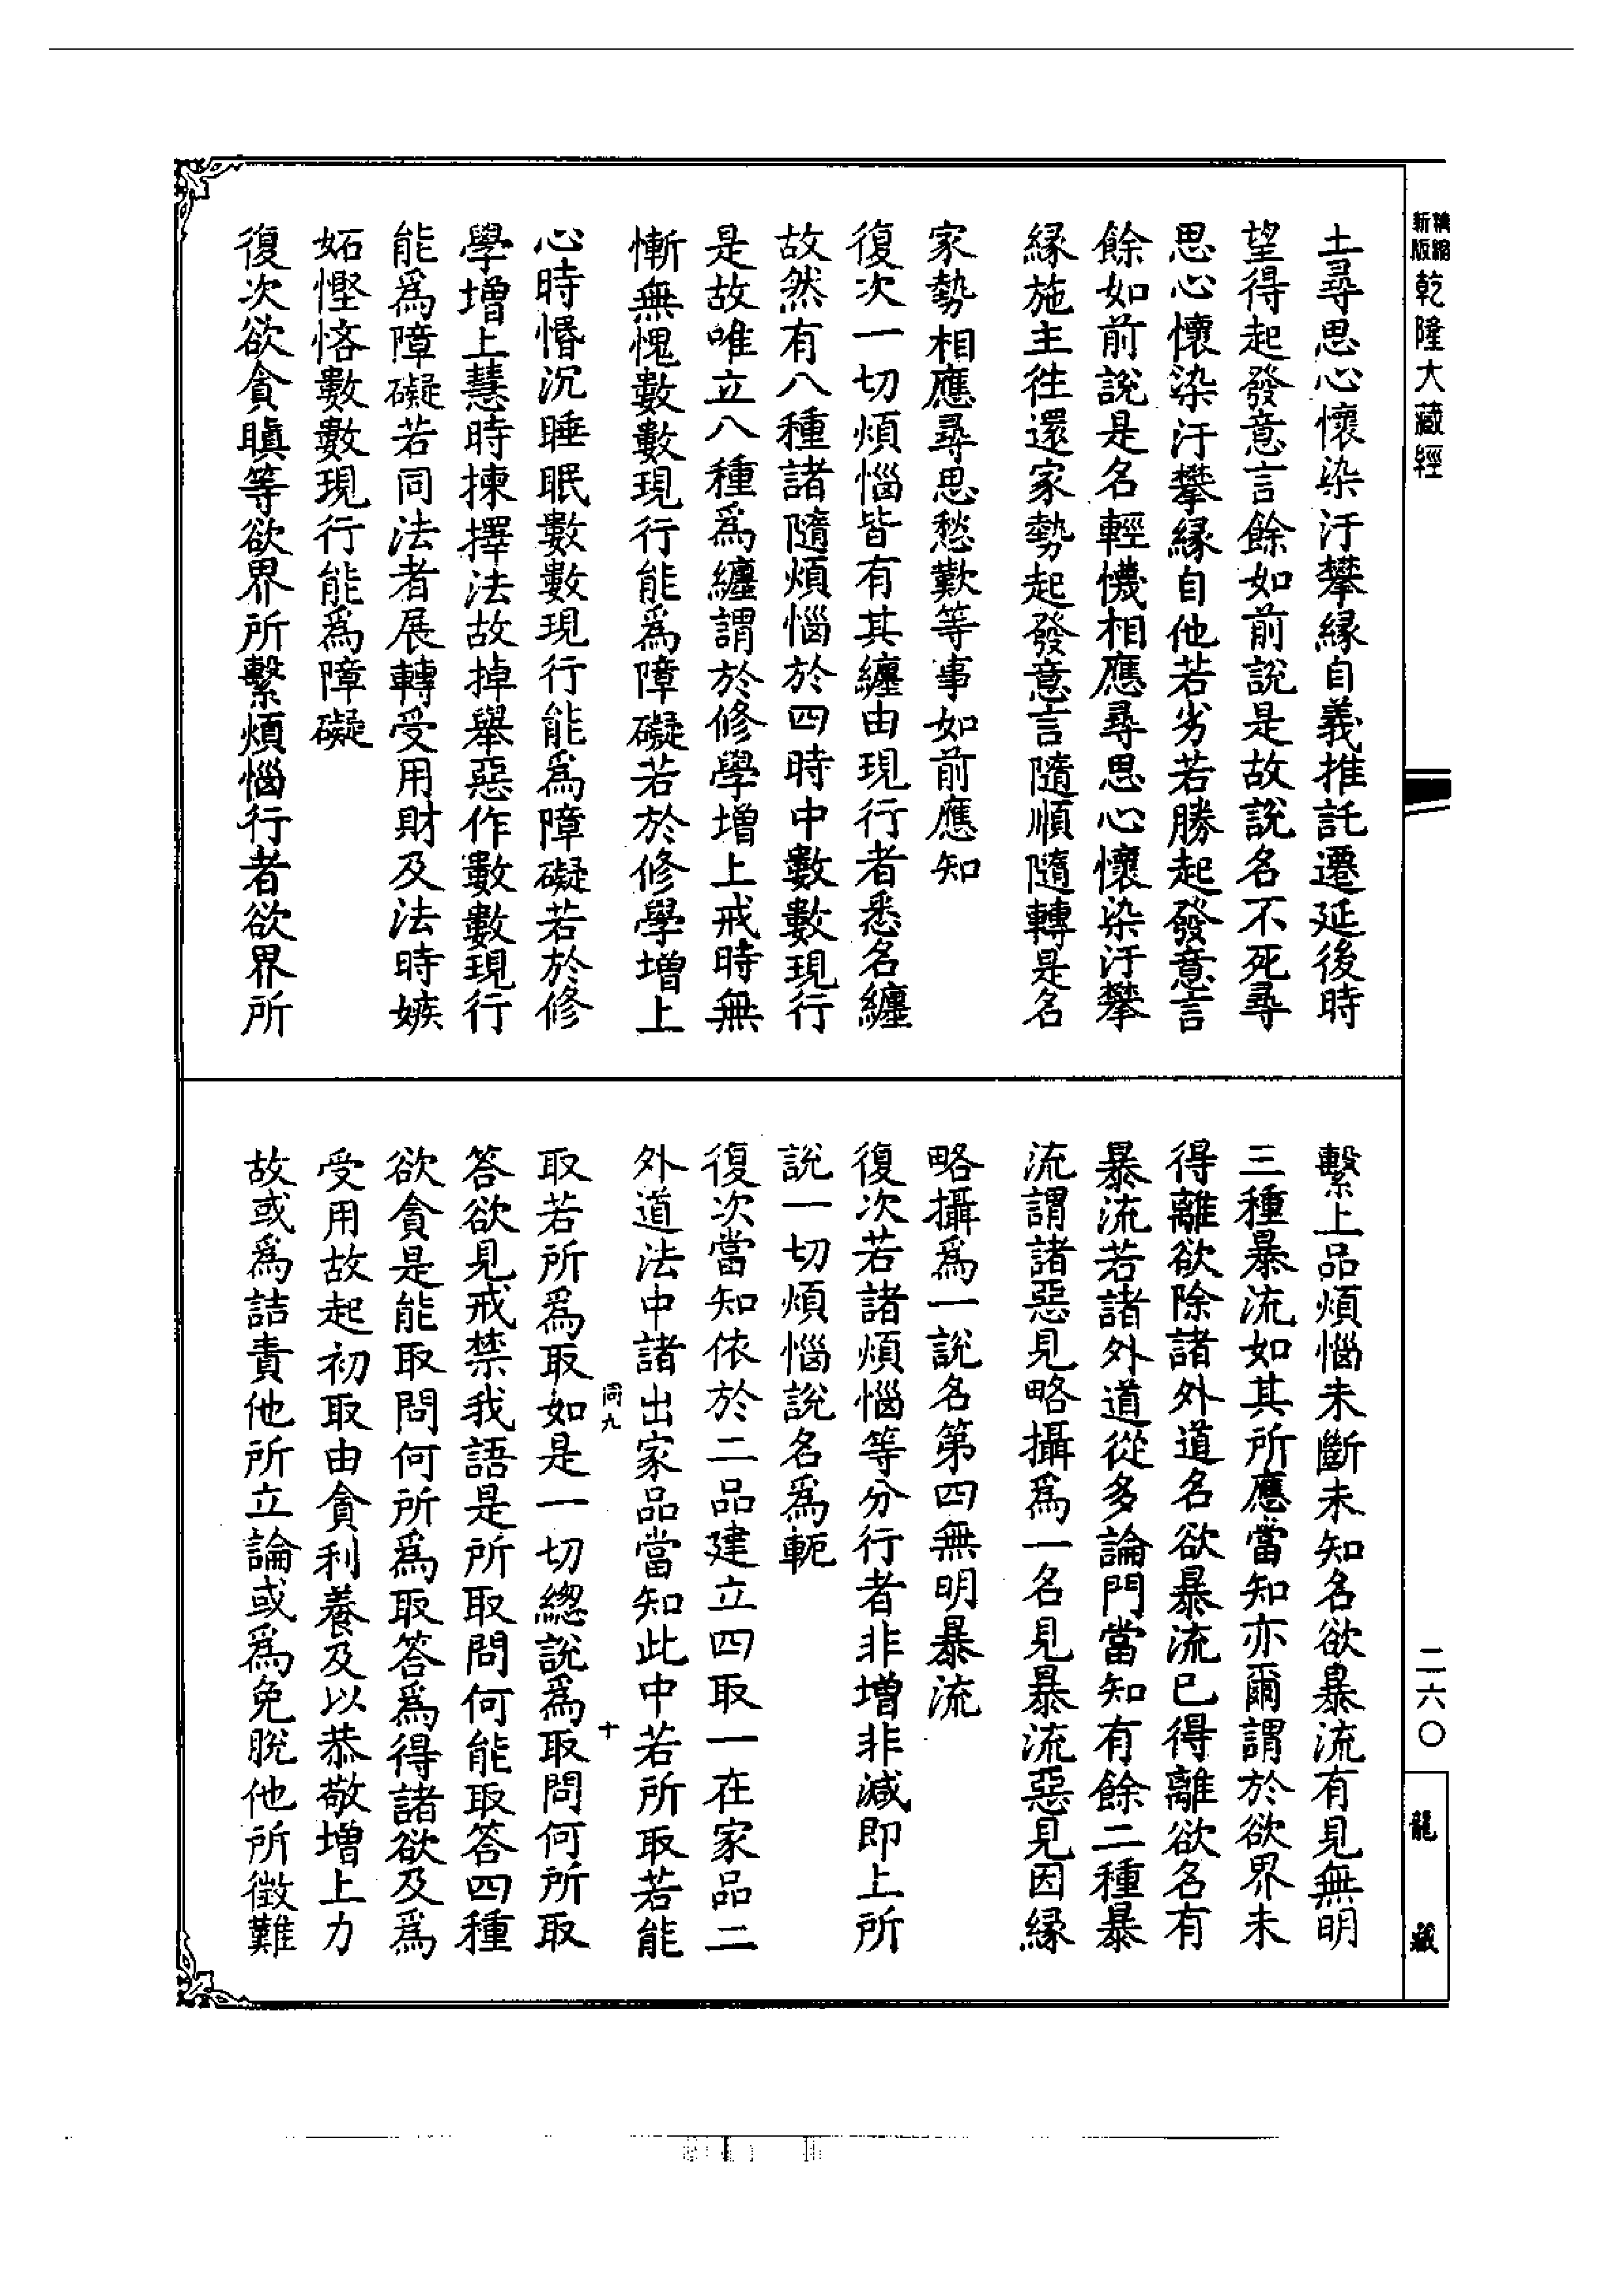 新版精縮
乾隆大藏經
土尋思心懷染汙攀緣自義推託遷延後時
望得起發意言餘如前說是故說名不死尋
思心懷染汙攀緣自他若劣若勝起發意言
餘如前說是名輕懱相應尋思心懷染汙攀
緣施主往還家勢起發意言隨順隨轉是名
家勢相應尋思愁歎等事如前應知
復次一切煩惱皆有其纏由現行者悉名纏
故然有八種諸隨煩惱於四時中數數現行
是故唯立八種為纏謂於修學增上戒時無
慚無愧數數現行能為障礙若於修學增上
心時惛沉睡眠數數現行能為障礙若於修
學增上慧時揀擇法故掉舉惡作數數現行
能為障礙若同法者展轉受用財及法時嫉
妬慳悋數數現行能為障礙
復次欲貪瞋等欲界所繫煩惱行者欲界所
繫上品煩惱未斷未知名欲暴流有見無明
三種暴流如其所應當知亦爾謂於欲界未
得離欲除諸外道名欲暴流已得離欲名有
暴流若諸外道從多論門當知有餘二種暴
流謂諸惡見略攝為一名見暴流惡見因緣
略攝為一說名第四無明暴流
復次若諸煩惱等分行者非增非減即上所
說一切煩惱說名為軛
復次當知依於二品建立四取一在家品二
外道法中諸出家品當知此中若所取若能
同九
十
取若所為取如是一切總說為取問何所取
答欲見戒禁我語是所取問何能取答四種
欲貪是能取問何所為取答為得諸欲及為
受用故起初取由貪利養及以恭敬增上力
故或為詰責他所立論或為免脫他所徵難
二六〇
龍藏